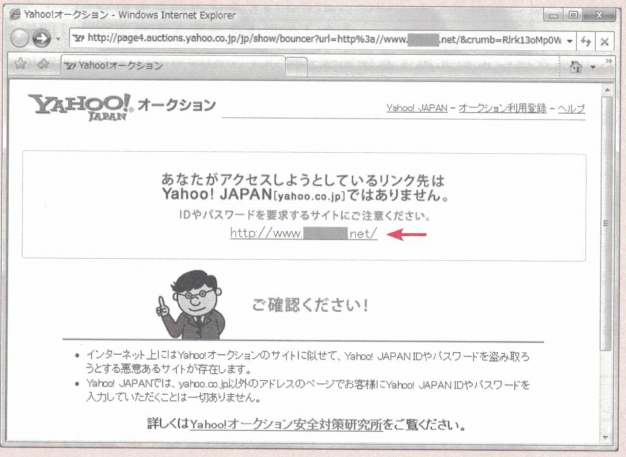 Yahoo!オークション - Windows Internet Explorer
http://page4.auctions.yahoo.co.jp/jp/show/bouncer?url=http%3a//www. .net/&crumb=Rlrk13oMp0W
Yahoo!オークション
YAHOO! オークション
JAPAN
Yahoo! JAPAN - オークション利用登録 - ヘルプ
あなたがアクセスしようとしているリンク先は
Yahoo! JAPAN[yahoo.co.jp]ではありません。
IDやパスワードを要求するサイトにご注意ください。
http://www. .net/
ご確認ください!
• インターネット上にはYahoo!オークションのサイトに似せて、Yahoo! JAPAN IDやパスワードを盗み取ろ
うとする悪意あるサイトが存在します。
• Yahoo! JAPANでは、yahoo.co.jp以外のアドレスのページでお客様にYahoo! JAPAN IDやパスワードを
入力していただくことは一切ありません。
詳しくはYahoo!オークション安全対策研究所をご覧ください。